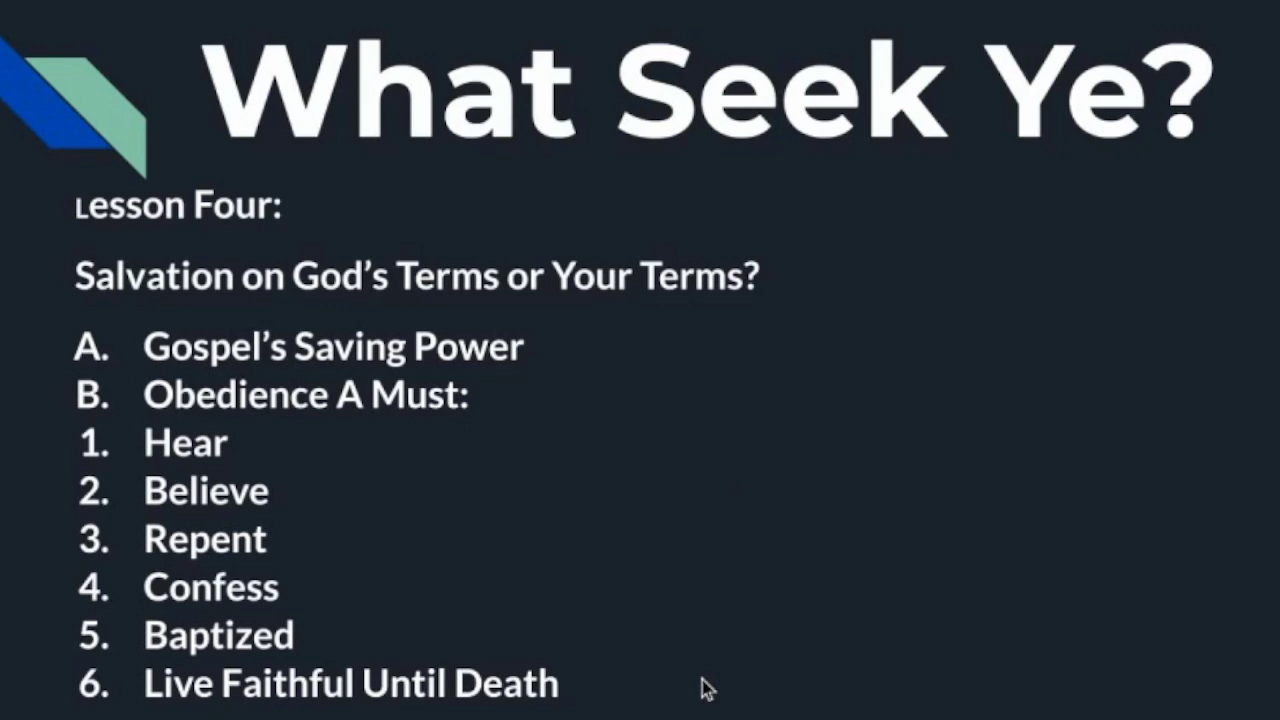 What Seek Ye?
Lesson Four:
Salvation on God’s Terms or Your Terms?
A. Gospel’s Saving Power
B. Obedience A Must:
1. Hear
2. Believe
3. Repent
4. Confess
5. Baptized
6. Live Faithful Until Death